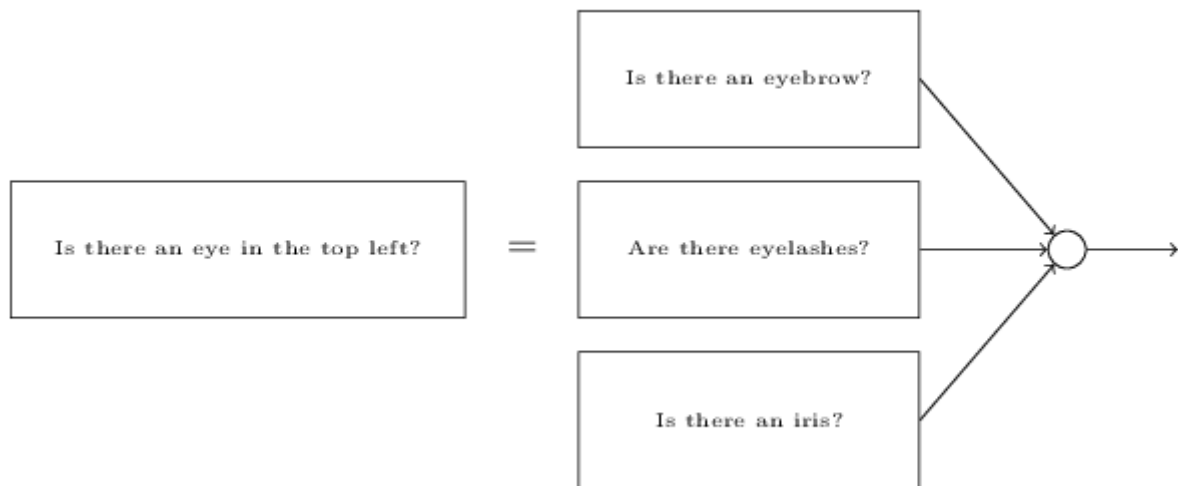 Is there an eyebrow?
Is there an eye in the top left?
=
Are there eyelashes?
Is there an iris?